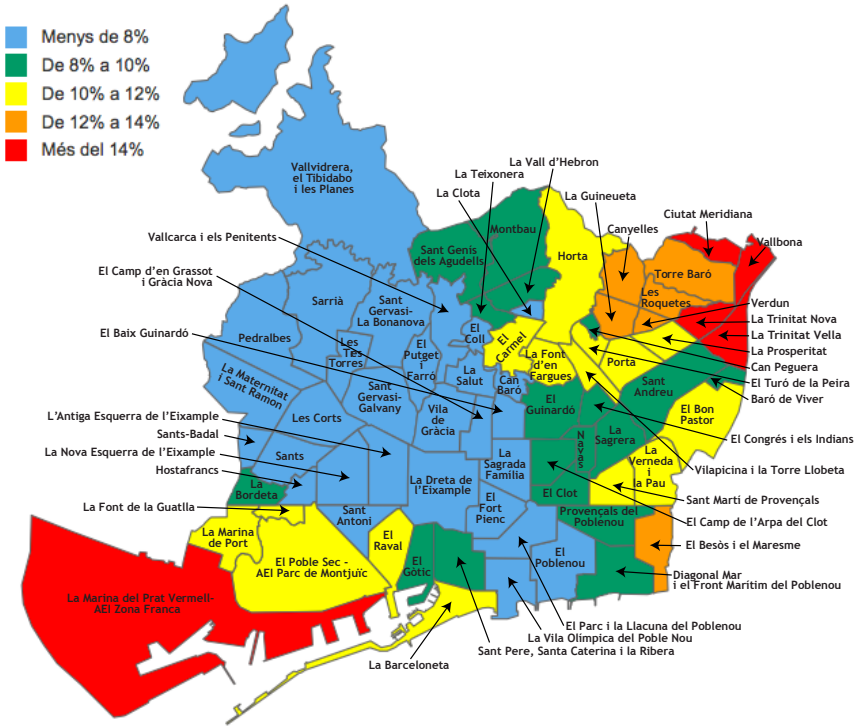 Menys de 8%
De 8% a 10%
De 10% a 12%
De 12% a 14%
Més del 14%
Vallvidrera,
el Tibidabo
i les Planes
La Vall d'Hebron
La Teixonera
La Clota
La Guineueta
Canyelles
Ciutat Meridiana
Vallbona
Vallcarca i els Penitents
Montbau
Sant Genís
dels Agudells
Horta
Torre Baró
Les
Roquetes
El Camp d'en Grassot
i Gràcia Nova
Sarrià
Sant
Gervasi-
La Bonanova
Verdun
La Trinitat Nova
La Trinitat Vella
La Prosperitat
Can Peguera
El Turó de la Peira
Baró de Viver
El Baix Guinardó
Pedralbes
Les
Tres
Torres
El
Putget
i
Farró
El
Coll
El
Carmel
La Font
d'en
Fargues
Porta
La Maternitat
i Sant Ramon
La
Salut
Can
Baró
Sant
Andreu
Sant
Gervasi-
Galvany
Vila
de
Gràcia
El
Guinardó
El Bon
Pastor
L'Antiga Esquerra de l'Eixample
Les Corts
Sants-Badal
La Nova Esquerra de l'Eixample
Hostafrancs
Sants
Navas
La
Sagrera
El Congrés i els Indians
Vilapicina i la Torre Llobeta
La
Sagrada
Família
La
Verneda
i
la Pau
La
Bordeta
La Dreta de
l'Eixample
El Clot
Sant Martí de Provençals
La Font de la Guatlla
Sant
Antoni
El
Fort
Pienc
Provençals del
Poblenou
El Camp de l'Arpa del Clot
La Marina
de Port
El
Raval
El Besòs i el Maresme
El Poble Sec -
AEI Parc de Montjuïc
El
Gòtic
El
Poblenou
Diagonal Mar
i el Front Marítim del Poblenou
La Marina del Prat Vermell-
AEI Zona Franca
El Parc i la Llacuna del Poblenou
La Vila Olímpica del Poble Nou
Sant Pere, Santa Caterina i la Ribera
La Barceloneta